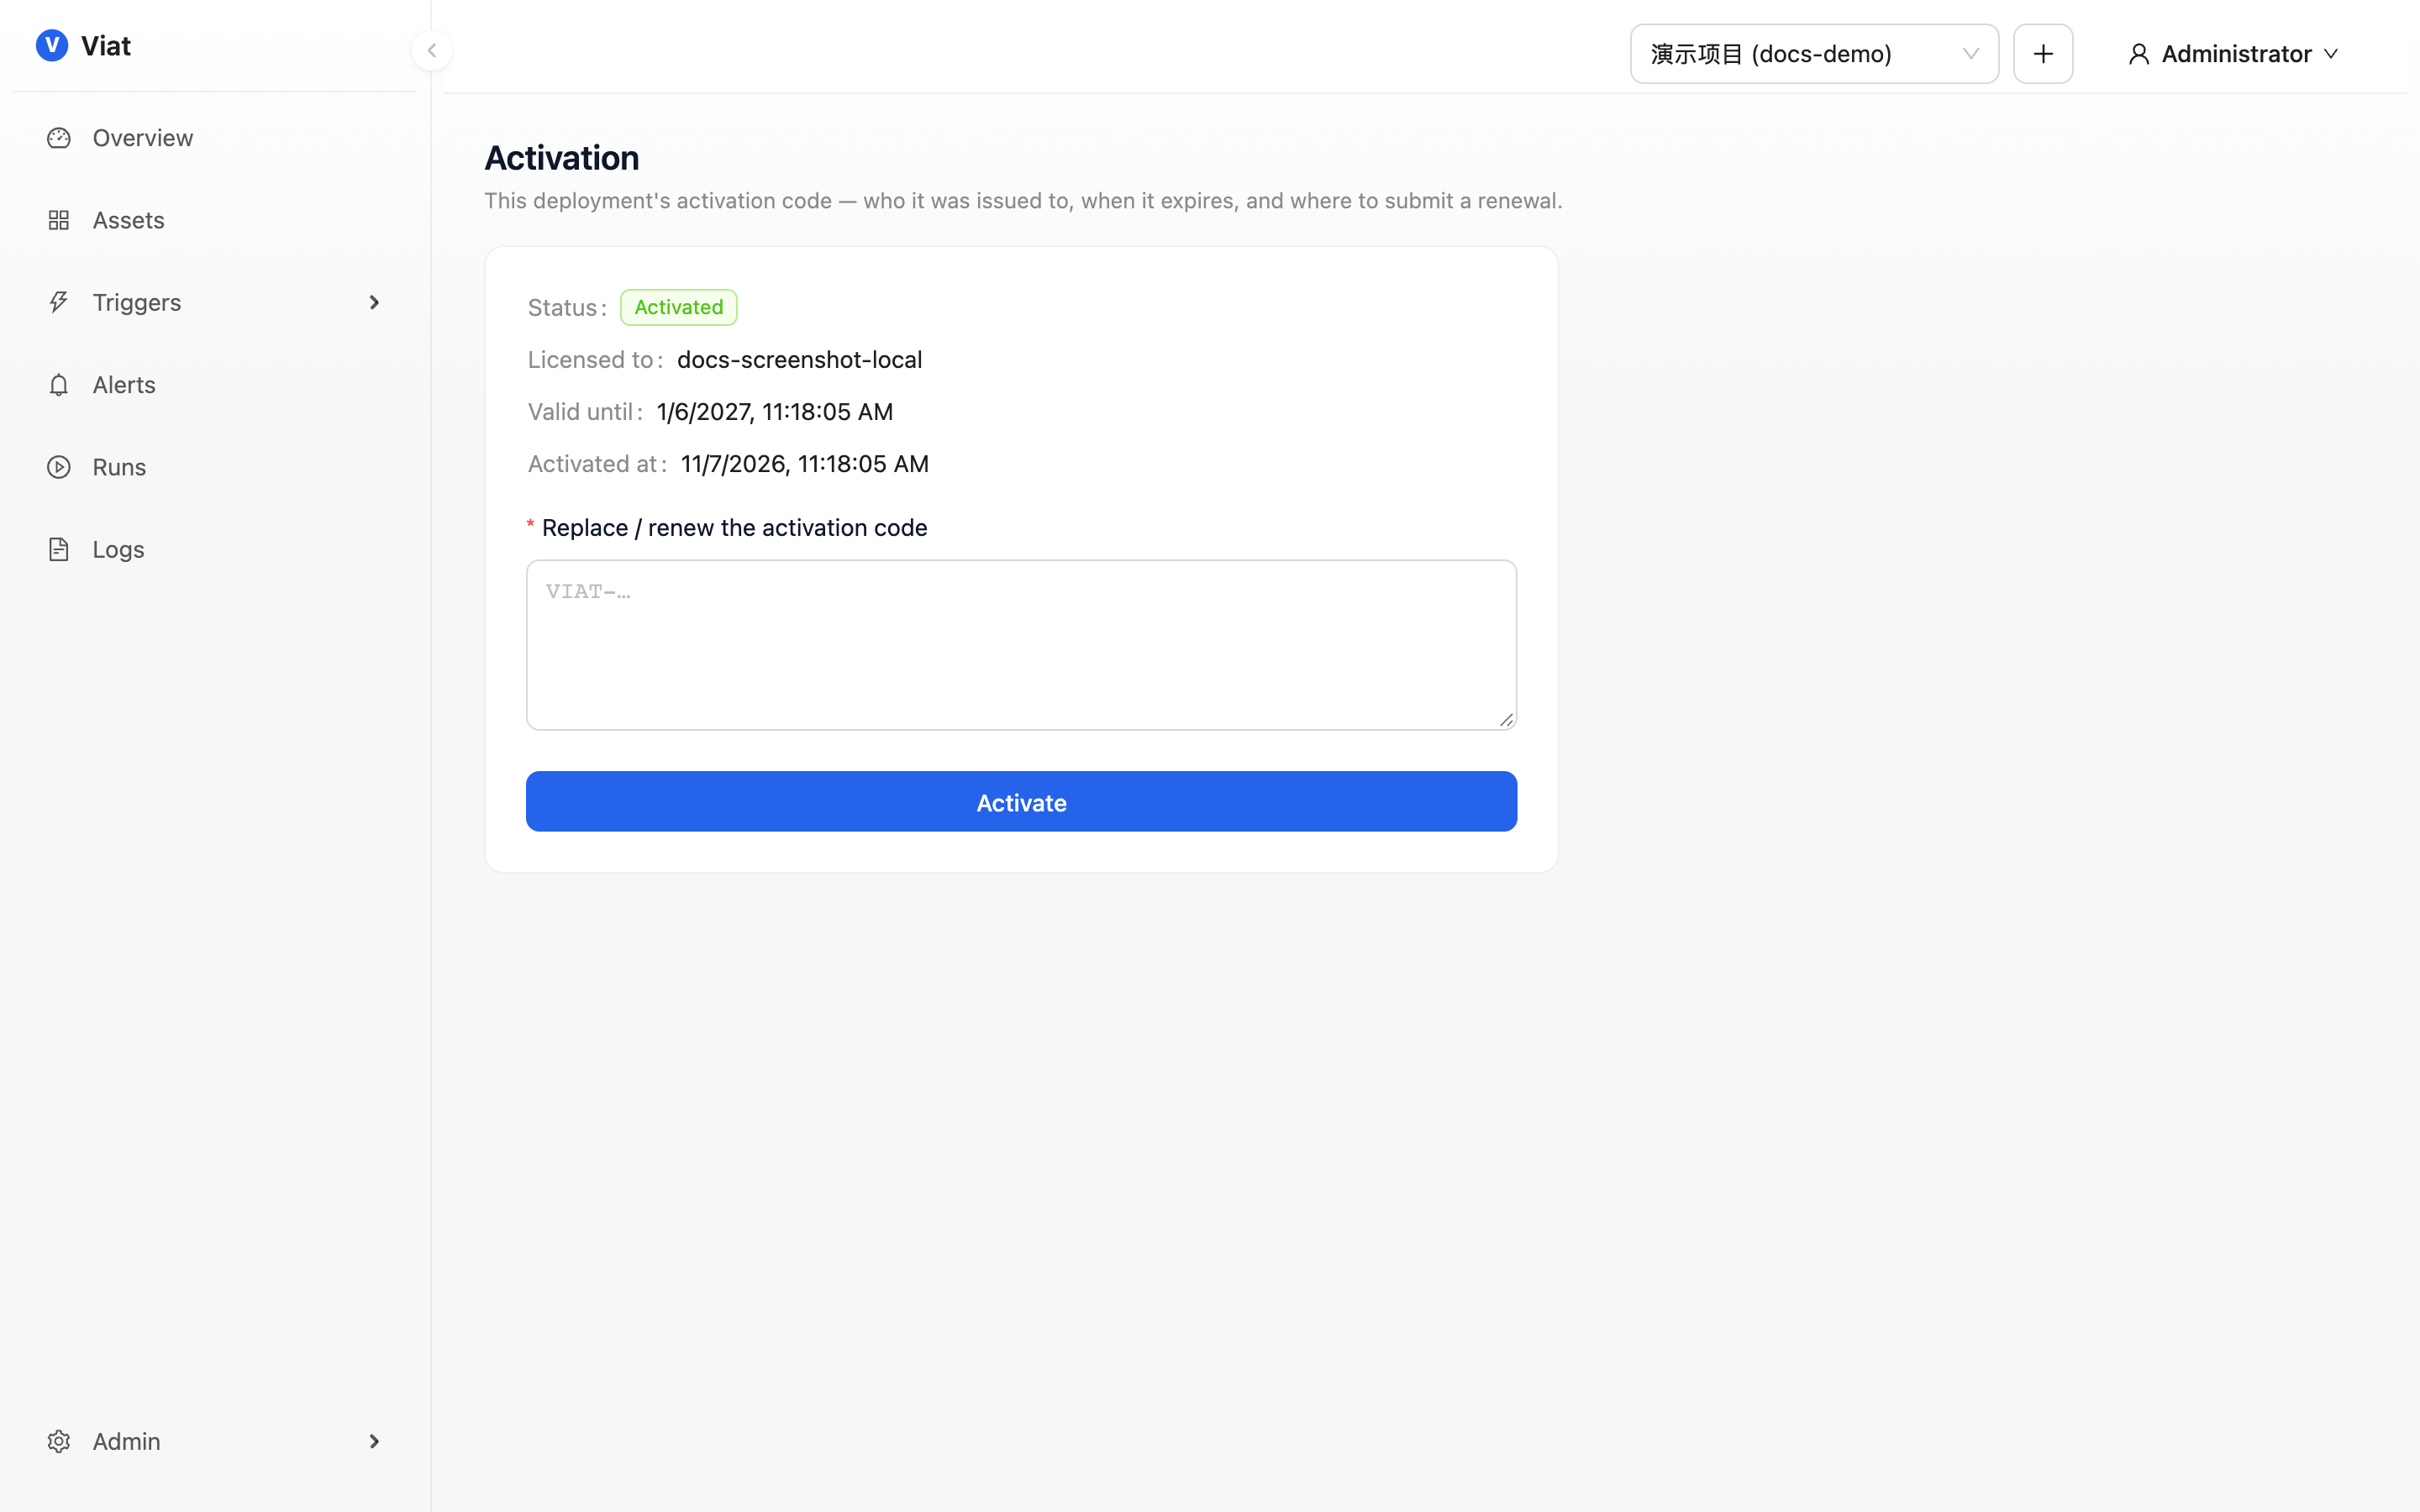 V Viat
演示项目 (docs-demo)
Administrator
Overview
Assets
Triggers
Alerts
Runs
Logs
Admin
Activation
This deployment's activation code — who it was issued to, when it expires, and where to submit a renewal.
Status: Activated
Licensed to: docs-screenshot-local
Valid until: 1/6/2027, 11:18:05 AM
Activated at: 11/7/2026, 11:18:05 AM
* Replace / renew the activation code
VIAT-…
Activate